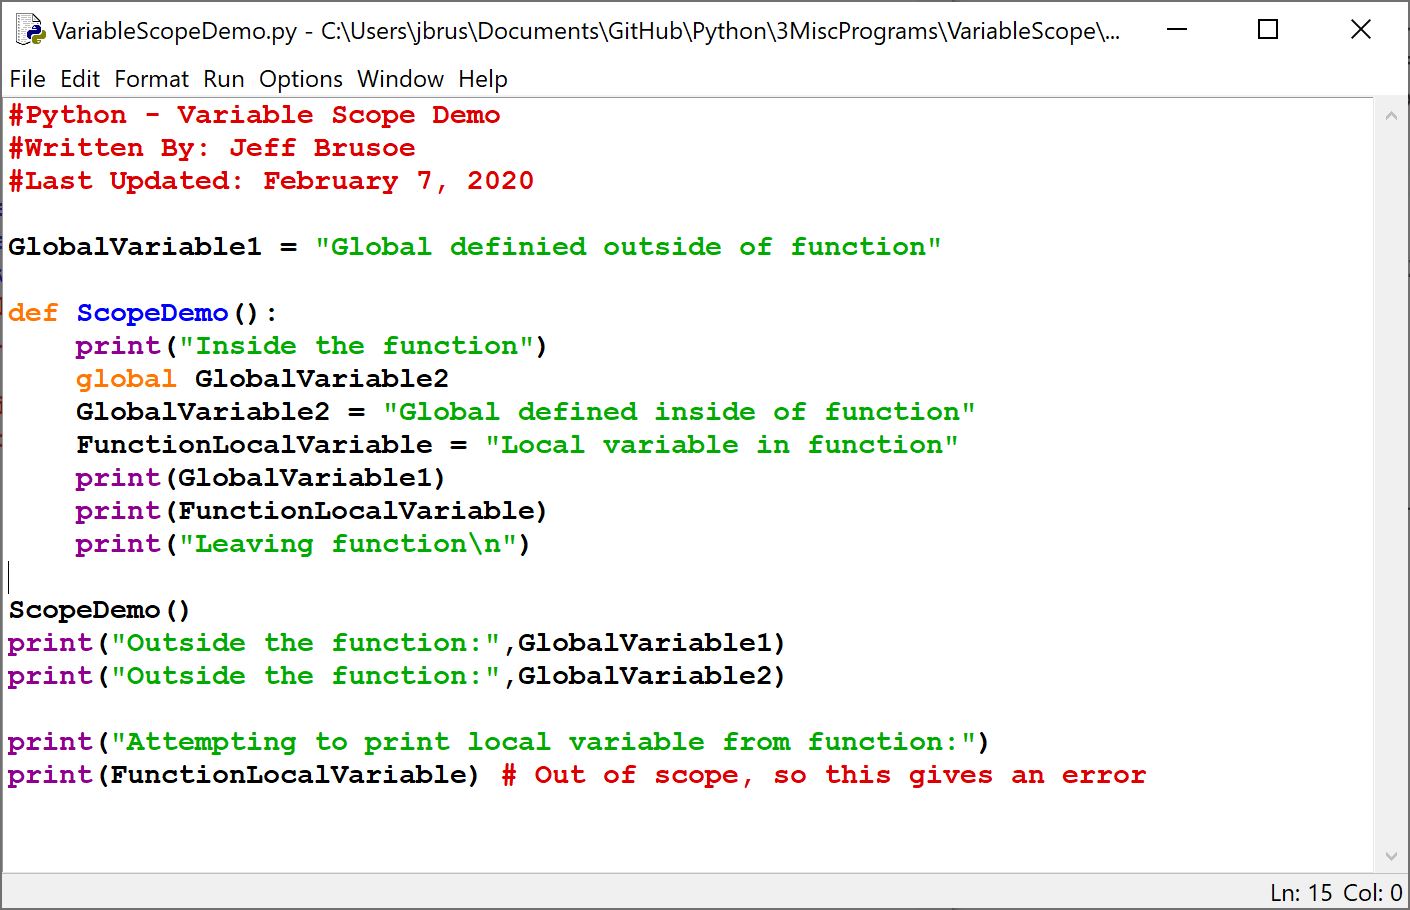 VariableScopeDemo.py - C:\Users\jbrus\Documents\GitHub\Python\3MiscPrograms\VariableScope\...
File Edit Format Run Options Window Help
#Python - Variable Scope Demo
#Written By: Jeff Brusoe
#Last Updated: February 7, 2020
GlobalVariable1 = "Global definied outside of function"
def ScopeDemo():
    print("Inside the function")
    global GlobalVariable2
    GlobalVariable2 = "Global defined inside of function"
    FunctionLocalVariable = "Local variable in function"
    print(GlobalVariable1)
    print(FunctionLocalVariable)
    print("Leaving function\n")
ScopeDemo()
print("Outside the function:",GlobalVariable1)
print("Outside the function:",GlobalVariable2)
print("Attempting to print local variable from function:")
print(FunctionLocalVariable) # Out of scope, so this gives an error
Ln: 15 Col: 0